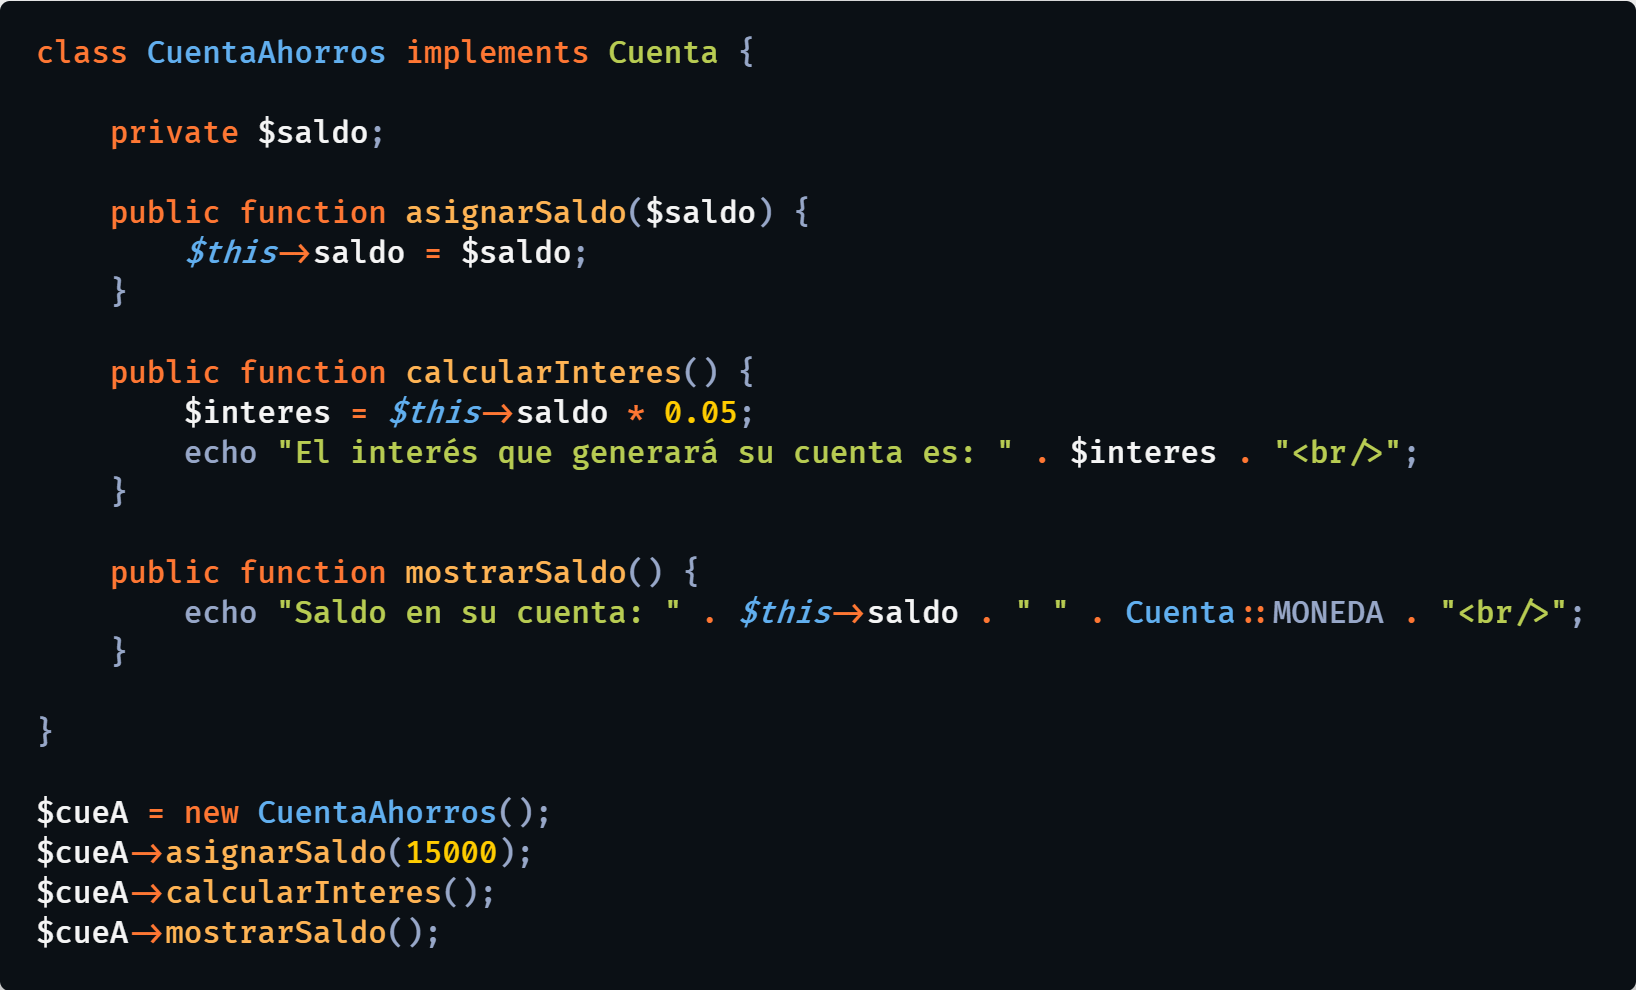 class CuentaAhorros implements Cuenta {
private $saldo;
public function asignarSaldo($saldo) {
$this->saldo = $saldo;
}
public function calcularInteres() {
$interes = $this->saldo * 0.05;
echo "El interés que generará su cuenta es: " . $interes . "<br/>";
}
public function mostrarSaldo() {
echo "Saldo en su cuenta: " . $this->saldo . " " . Cuenta::MONEDA . "<br/>";
}
}
$cueA = new CuentaAhorros();
$cueA->asignarSaldo(15000);
$cueA->calcularInteres();
$cueA->mostrarSaldo();